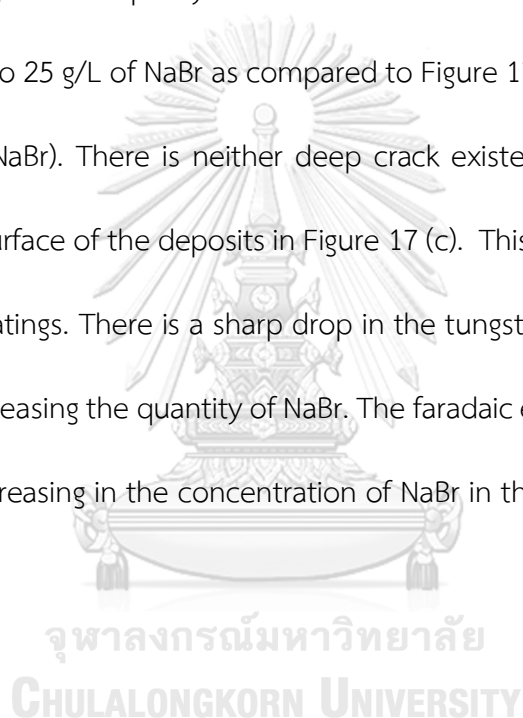 o 25 g/L of NaBr as compared to Figure 1
NaBr). There is neither deep crack existe
urface of the deposits in Figure 17 (c). This
atings. There is a sharp drop in the tungst
easing the quantity of NaBr. The faradaic e
reasing in the concentration of NaBr in th
จุฬาลงกรณ์มหาวิทยาลัย
CHULALONGKORN UNIVERSITY